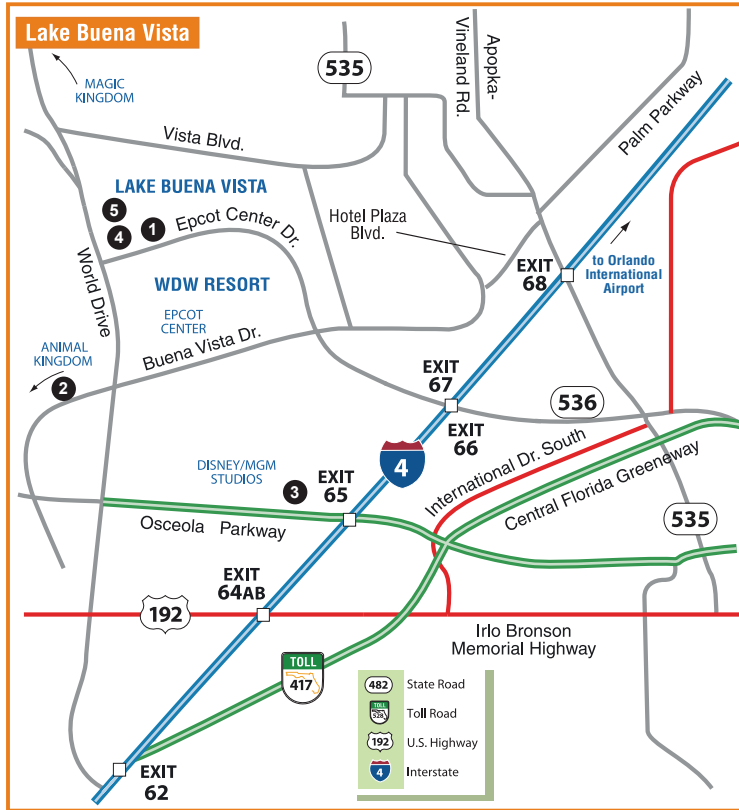 Lake Buena Vista
MAGIC
KINGDOM
535
Apopka-
Vineland Rd.
Palm Parkway
Vista Blvd.
LAKE BUENA VISTA
5
4
1
Epcot Center Dr.
Hotel Plaza
Blvd.
EXIT
68
to Orlando
International
Airport
World Drive
WDW RESORT
EPCOT
CENTER
Buena Vista Dr.
ANIMAL
KINGDOM
2
EXIT
67
EXIT
66
536
4
International Dr. South
Central Florida Greeneway
DISNEY/MGM
STUDIOS
3
EXIT
65
Osceola Parkway
535
EXIT
64AB
192
Irlo Bronson
Memorial Highway
TOLL
417
EXIT
62
482 State Road
TOLL
528 Toll Road
192 U.S. Highway
4 Interstate